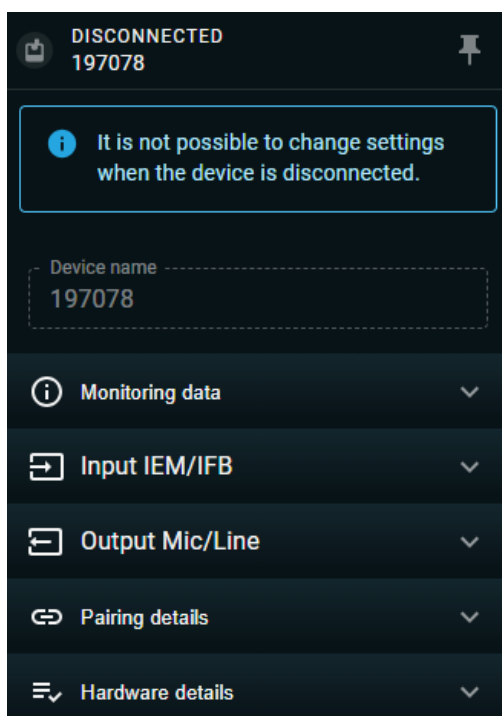 DISCONNECTED
197078
It is not possible to change settings
when the device is disconnected.
Device name
197078
Monitoring data
Input IEM/IFB
Output Mic/Line
Pairing details
Hardware details